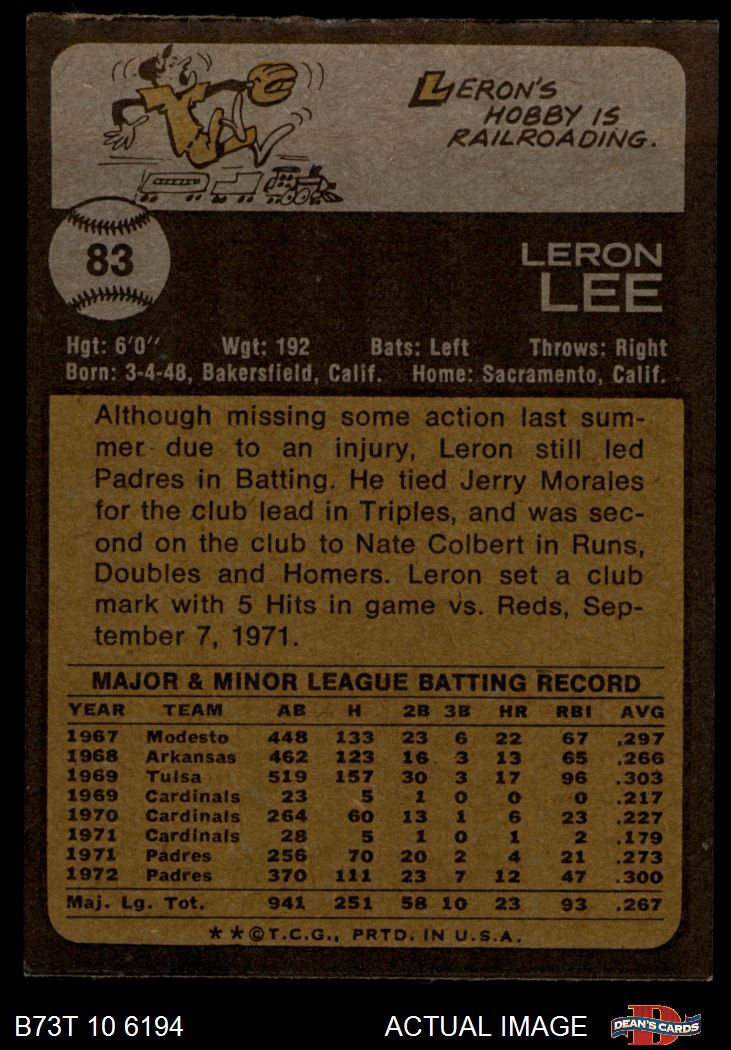 LERON'S
HOBBY IS
RAILROADING.
83
LERON
LEE
Hgt: 6'0" Wgt: 192 Bats: Left Throws: Right
Born: 3-4-48, Bakersfield, Calif. Home: Sacramento, Calif.
Although missing some action last sum-
mer due to an injury, Leron still led
Padres in Batting. He tied Jerry Morales
for the club lead in Triples, and was sec-
ond on the club to Nate Colbert in Runs,
Doubles and Homers. Leron set a club
mark with 5 Hits in game vs. Reds, Sep-
tember 7, 1971.
MAJOR & MINOR LEAGUE BATTING RECORD
YEAR TEAM AB H 2B 3B HR RBI AVG
1967 Modesto 448 133 23 6 22 67 .297
1968 Arkansas 462 123 16 3 13 65 .266
1969 Tulsa 519 157 30 3 17 96 .303
1969 Cardinals 23 5 1 0 0 0 .217
1970 Cardinals 264 60 13 1 6 23 .227
1971 Cardinals 28 5 1 0 1 2 .179
1971 Padres 256 70 20 2 4 21 .273
1972 Padres 370 111 23 7 12 47 .300
Maj. Lg. Tot. 941 251 58 10 23 93 .267
**©T.C.G., PRTD. IN U.S.A.
B73T 10 6194 ACTUAL IMAGE DEAN'S CARDS